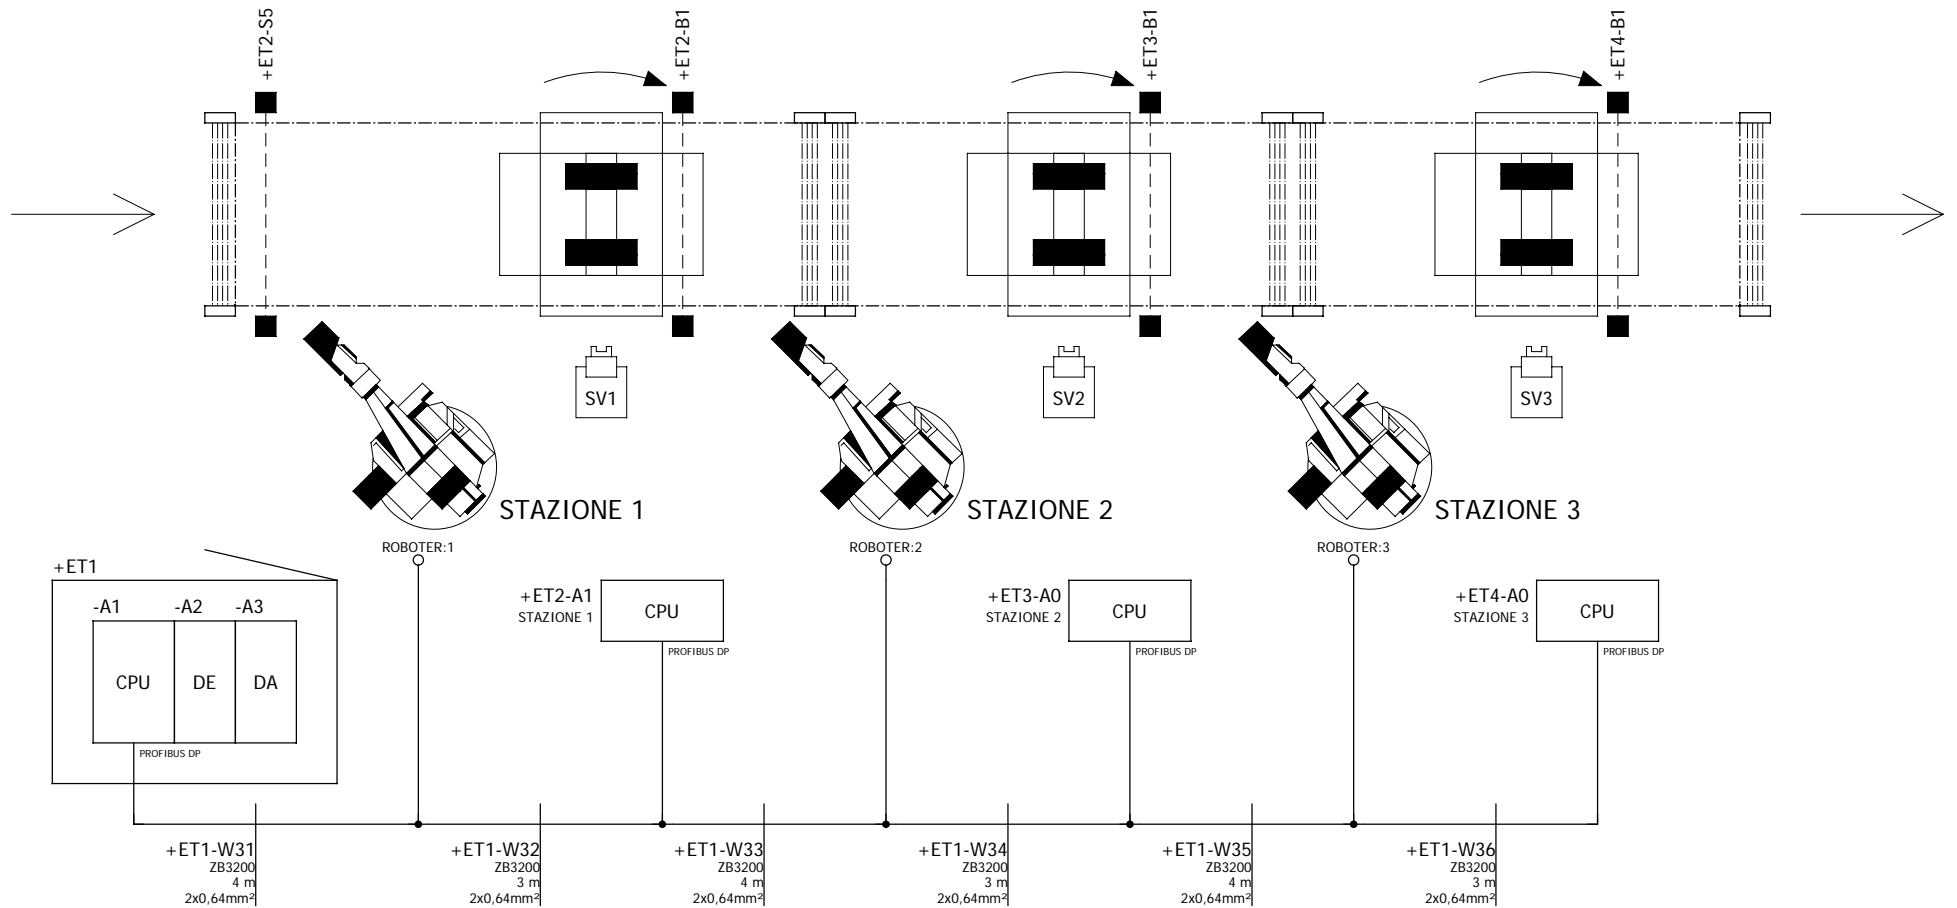 +ET2-S5
+ET2-B1
+ET3-B1
+ET4-B1
SV1
SV2
SV3
STAZIONE 1
STAZIONE 2
STAZIONE 3
ROBOTER:1
ROBOTER:2
ROBOTER:3
+ET1
-A1
-A2
-A3
CPU
DE
DA
PROFIBUS DP
+ET2-A1
STAZIONE 1
CPU
PROFIBUS DP
+ET3-A0
STAZIONE 2
CPU
PROFIBUS DP
+ET4-A0
STAZIONE 3
CPU
PROFIBUS DP
+ET1-W31
ZB3200
4 m
2x0,64mm²
+ET1-W32
ZB3200
3 m
2x0,64mm²
+ET1-W33
ZB3200
4 m
2x0,64mm²
+ET1-W34
ZB3200
3 m
2x0,64mm²
+ET1-W35
ZB3200
4 m
2x0,64mm²
+ET1-W36
ZB3200
3 m
2x0,64mm²